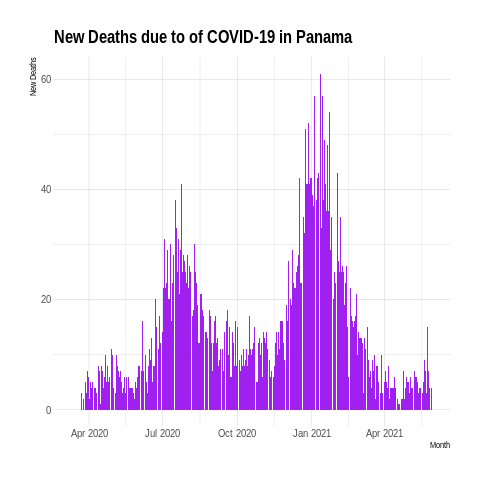 New Deaths due to of COVID-19 in Panama
New Deaths
60
40
20
0
Apr 2020 Jul 2020 Oct 2020 Jan 2021 Apr 2021
Month